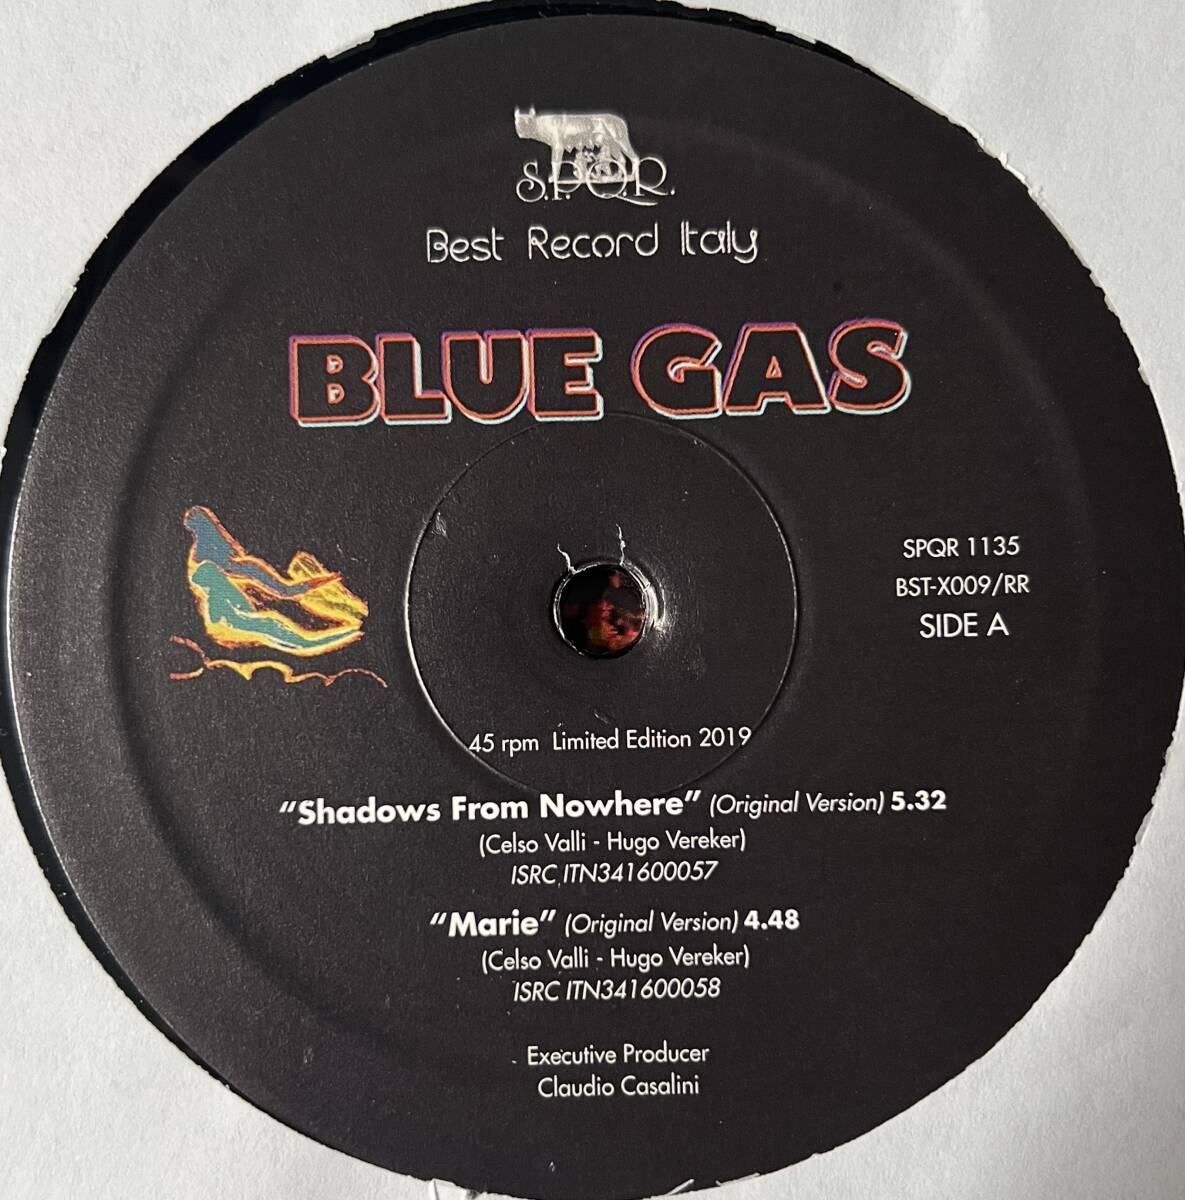 S.P.Q.R.
Best Record Italy
BLUE GAS
SPQR 1135
BST-X009/RR
SIDE A
45 rpm Limited Edition 2019
“Shadows From Nowhere” (Original Version) 5.32
(Celso Valli - Hugo Vereker)
ISRC ITN341600057
“Marie” (Original Version) 4.48
(Celso Valli - Hugo Vereker)
ISRC ITN341600058
Executive Producer
Claudio Casalini